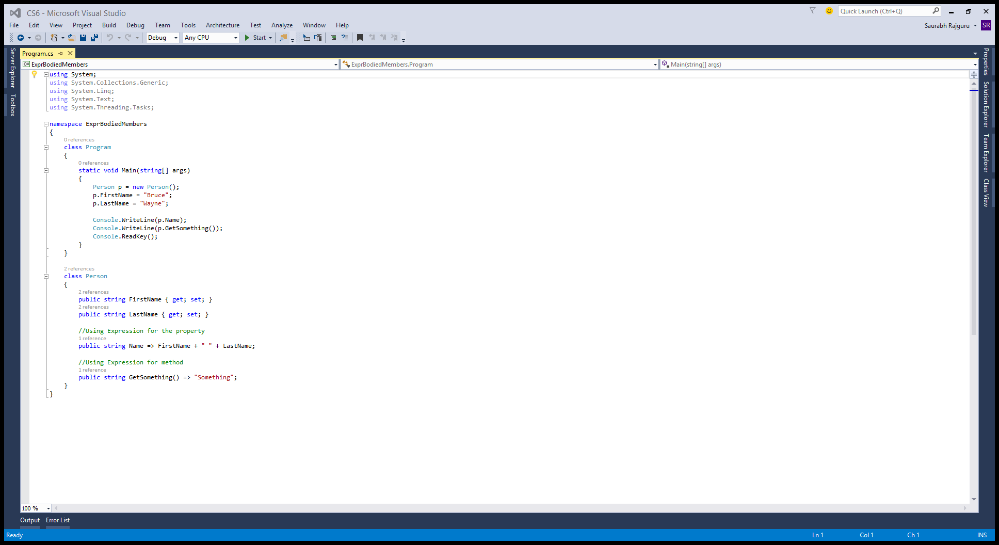 CS6 - Microsoft Visual Studio
Quick Launch (Ctrl+Q)
File Edit View Project Build Debug Team Tools Architecture Test Analyze Window Help
Saurabh Rajguru SR
Debug Any CPU Start
Server Explorer
Toolbox
Properties
Solution Explorer
Team Explorer
Class View
Program.cs
C# ExprBodiedMembers ExprBodiedMembers.Program Main(string[] args)
using System;
using System.Collections.Generic;
using System.Linq;
using System.Text;
using System.Threading.Tasks;
namespace ExprBodiedMembers
{
0 references
class Program
{
0 references
static void Main(string[] args)
{
Person p = new Person();
p.FirstName = "Bruce";
p.LastName = "Wayne";
Console.WriteLine(p.Name);
Console.WriteLine(p.GetSomething());
Console.ReadKey();
}
}
2 references
class Person
{
2 references
public string FirstName { get; set; }
2 references
public string LastName { get; set; }
//Using Expression for the property
1 reference
public string Name => FirstName + " " + LastName;
//Using Expression for method
1 reference
public string GetSomething() => "Something";
}
}
100 %
Output Error List
Ready Ln 1 Col 1 Ch 1 INS